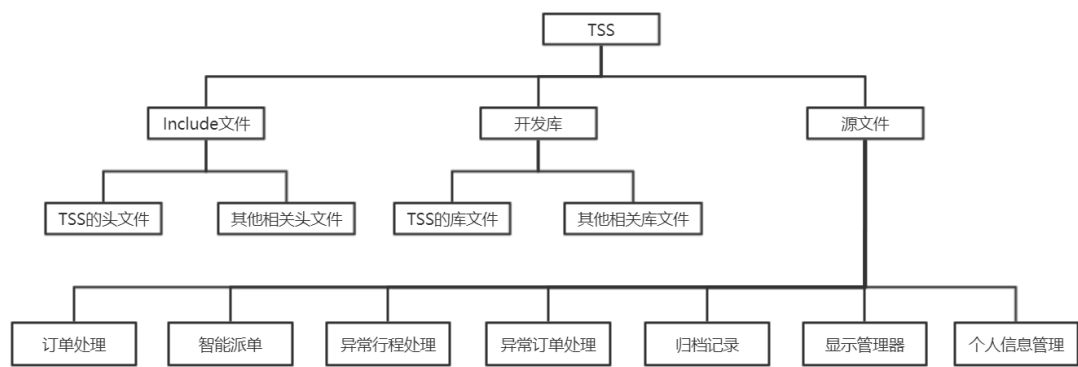 TSS
Include文件
开发库
源文件
TSS的头文件
其他相关头文件
TSS的库文件
其他相关库文件
订单处理
智能派单
异常行程处理
异常订单处理
归档记录
显示管理器
个人信息管理